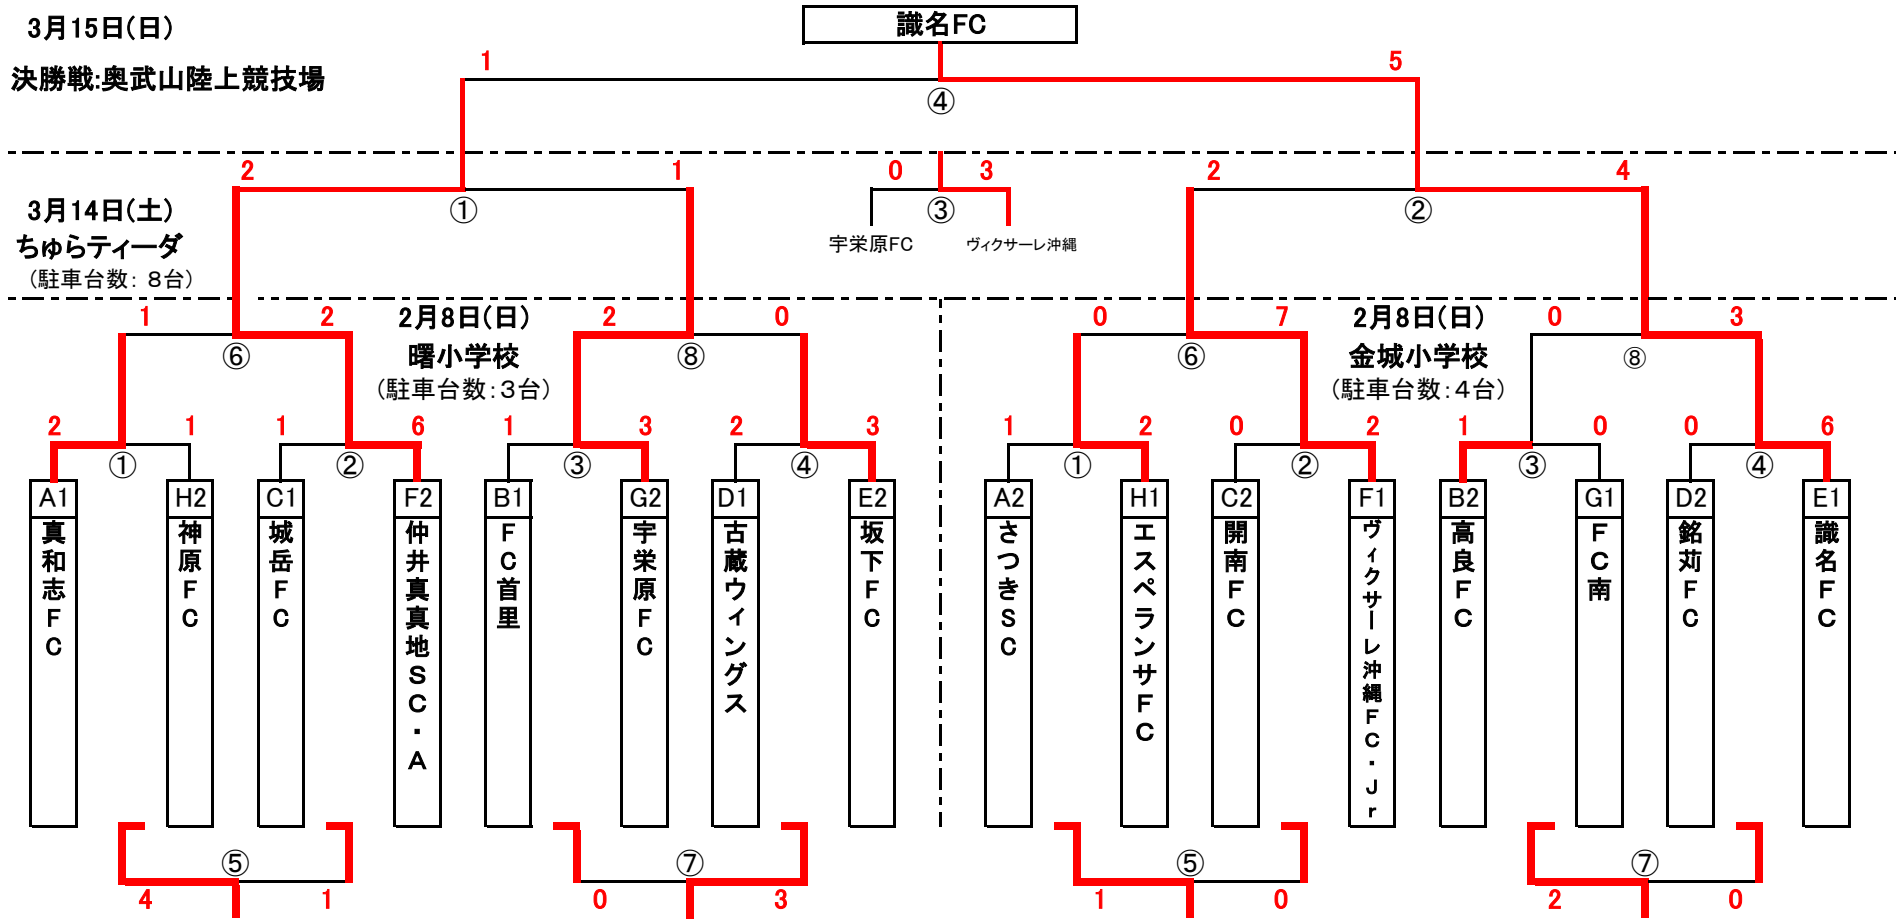 3月15日(日)
識名FC
決勝戦:奥武山陸上競技場
1
5
④
2
1
0
3
2
4
3月14日(土)
①
③
②
ちゅらティーダ
宇栄原FC
ヴィクサーレ沖縄
(駐車台数: 8台)
1
2
2月8日(日)
2
0
0
7
2月8日(日)
0
3
⑥
曙小学校
⑧
⑥
金城小学校
⑧
(駐車台数:3台)
(駐車台数:4台)
2
1
1
6
1
3
2
3
1
2
0
2
1
0
0
6
①
②
③
④
①
②
③
④
A1
H2
C1
F2
B1
G2
D1
E2
A2
H1
C2
F1
B2
G1
D2
E1
真和志FC
神原FC
城岳FC
仲井真真地SC・A
FC首里
宇栄原FC
古蔵ウィングス
坂下FC
さつきSC
エスペランサFC
開南FC
ヴィクサーレ沖縄FC・Jr
高良FC
FC南
銘苅FC
識名FC
⑤
⑦
⑤
⑦
4
1
0
3
1
0
2
0